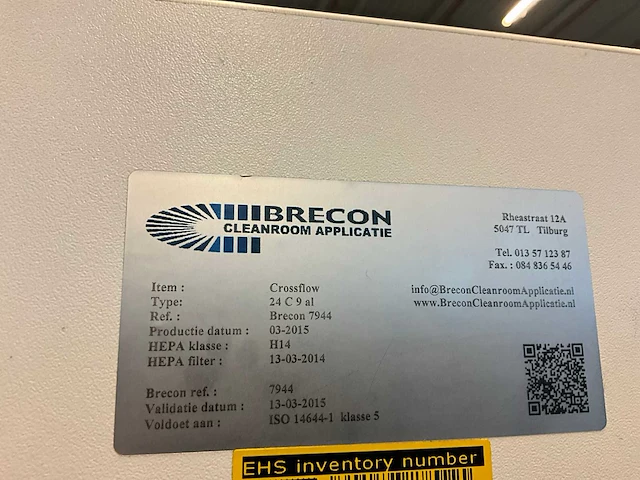 BRECON
CLEANROOM APPLICATIE
Rheastraat 12A
5047 TL Tilburg
Tel. 013 57 123 87
Fax. : 084 836 54 46
info@BreconCleanroomApplicatie.nl
www.BreconCleanroomApplicatie.nl
Item : Crossflow
Type: 24 C 9 al
Ref. : Brecon 7944
Productie datum : 03-2015
HEPA klasse : H14
HEPA filter : 13-03-2014
Brecon ref. : 7944
Validatie datum : 13-03-2015
Voldoet aan : ISO 14644-1 klasse 5
EHS inventory number